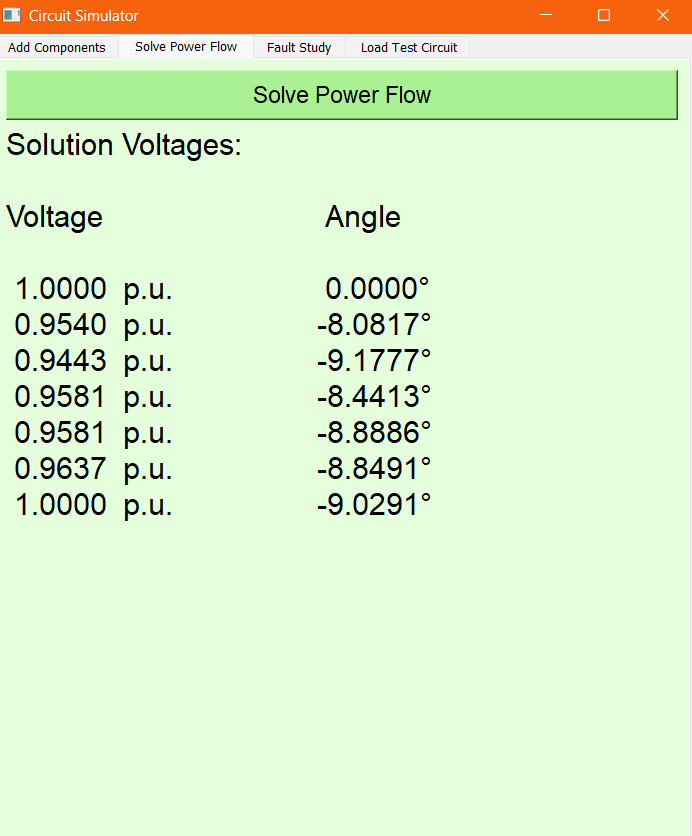 Circuit Simulator
Add Components Solve Power Flow Fault Study Load Test Circuit
Solve Power Flow
Solution Voltages:
Voltage Angle
1.0000 p.u. 0.0000°
0.9540 p.u. -8.0817°
0.9443 p.u. -9.1777°
0.9581 p.u. -8.4413°
0.9581 p.u. -8.8886°
0.9637 p.u. -8.8491°
1.0000 p.u. -9.0291°